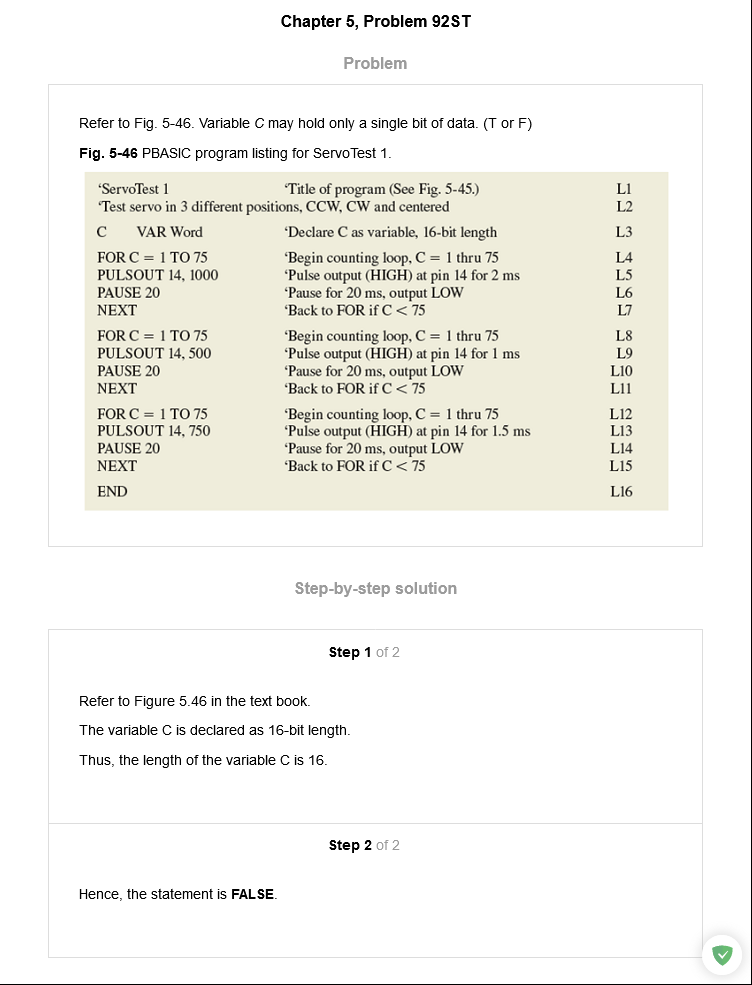 Chapter 5, Problem 92ST
Problem
Refer to Fig. 5-46. Variable C may hold only a single bit of data. (T or F)
Fig. 5-46 PBASIC program listing for ServoTest 1.
‘ServoTest 1 ‘Title of program (See Fig. 5-45.) L1
‘Test servo in 3 different positions, CCW, CW and centered L2
C VAR Word ‘Declare C as variable, 16-bit length L3
FOR C = 1 TO 75 ‘Begin counting loop, C = 1 thru 75 L4
PULSOUT 14, 1000 ‘Pulse output (HIGH) at pin 14 for 2 ms L5
PAUSE 20 ‘Pause for 20 ms, output LOW L6
NEXT ‘Back to FOR if C < 75 L7
FOR C = 1 TO 75 ‘Begin counting loop, C = 1 thru 75 L8
PULSOUT 14, 500 ‘Pulse output (HIGH) at pin 14 for 1 ms L9
PAUSE 20 ‘Pause for 20 ms, output LOW L10
NEXT ‘Back to FOR if C < 75 L11
FOR C = 1 TO 75 ‘Begin counting loop, C = 1 thru 75 L12
PULSOUT 14, 750 ‘Pulse output (HIGH) at pin 14 for 1.5 ms L13
PAUSE 20 ‘Pause for 20 ms, output LOW L14
NEXT ‘Back to FOR if C < 75 L15
END L16
Step-by-step solution
Step 1 of 2
Refer to Figure 5.46 in the text book.
The variable C is declared as 16-bit length.
Thus, the length of the variable C is 16.
Step 2 of 2
Hence, the statement is FALSE.